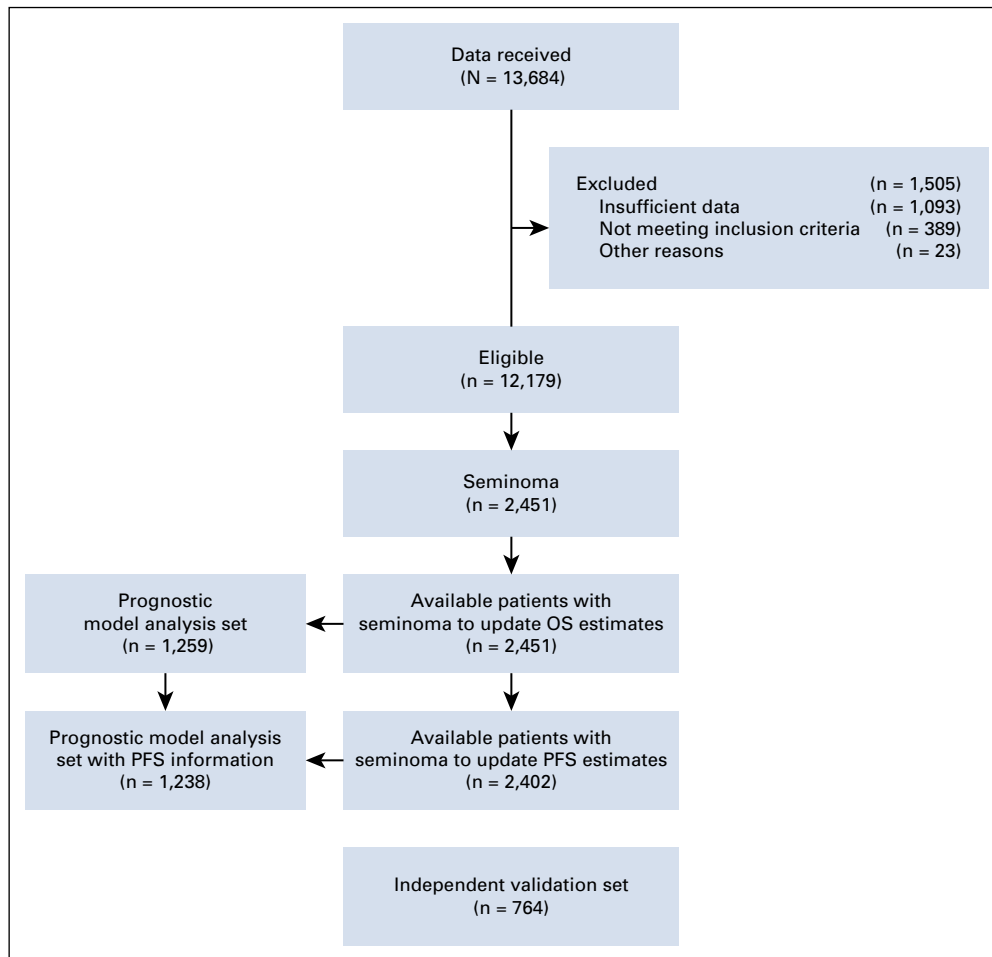 Data received
(N = 13,684)
Excluded (n = 1,505)
Insufficient data (n = 1,093)
Not meeting inclusion criteria (n = 389)
Other reasons (n = 23)
Eligible
(n = 12,179)
Seminoma
(n = 2,451)
Prognostic
model analysis set
(n = 1,259)
Available patients with
seminoma to update OS estimates
(n = 2,451)
Prognostic model analysis
set with PFS information
(n = 1,238)
Available patients with
seminoma to update PFS estimates
(n = 2,402)
Independent validation set
(n = 764)